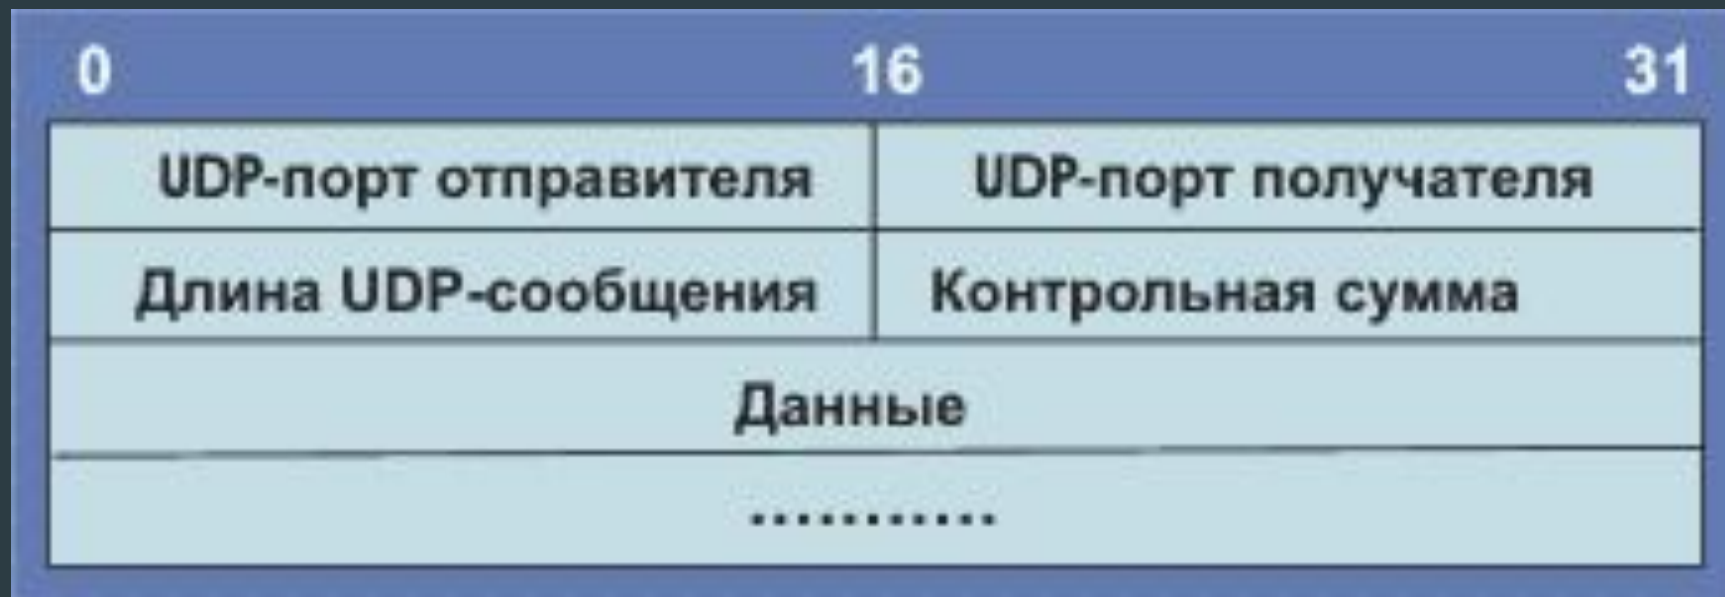 0 16 31
UDP-порт отправителя UDP-порт получателя
Длина UDP-сообщения Контрольная сумма
Данные
...........